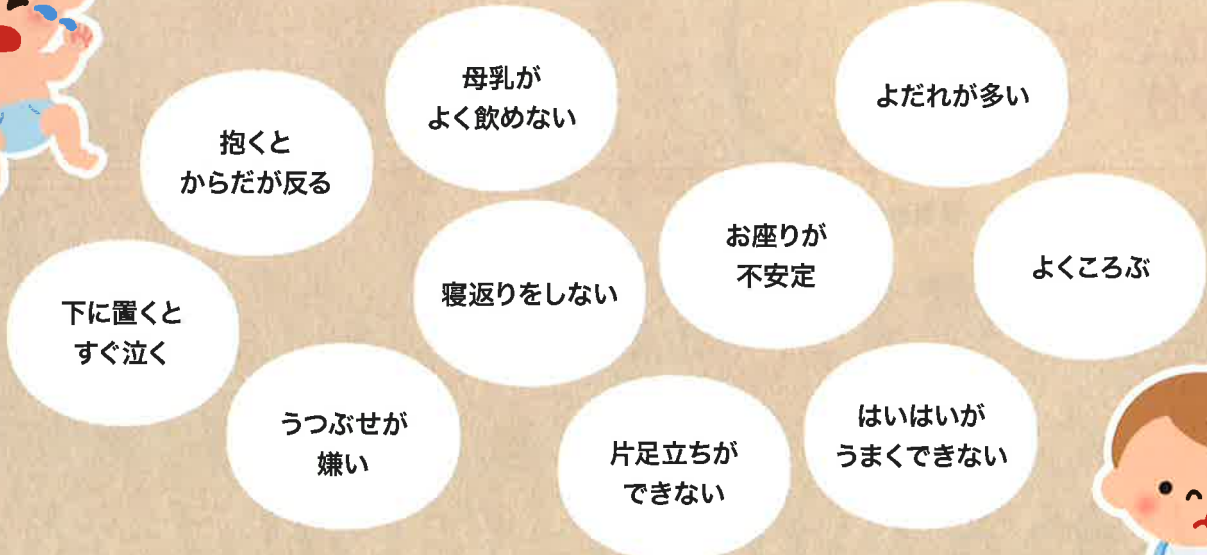 母乳が
よく飲めない
よだれが多い
抱くと
からだが反る
お座りが
不安定
よくころぶ
寝返りをしない
下に置くと
すぐ泣く
うつぶせが
嫌い
片足立ちが
できない
はいはいが
うまくできない